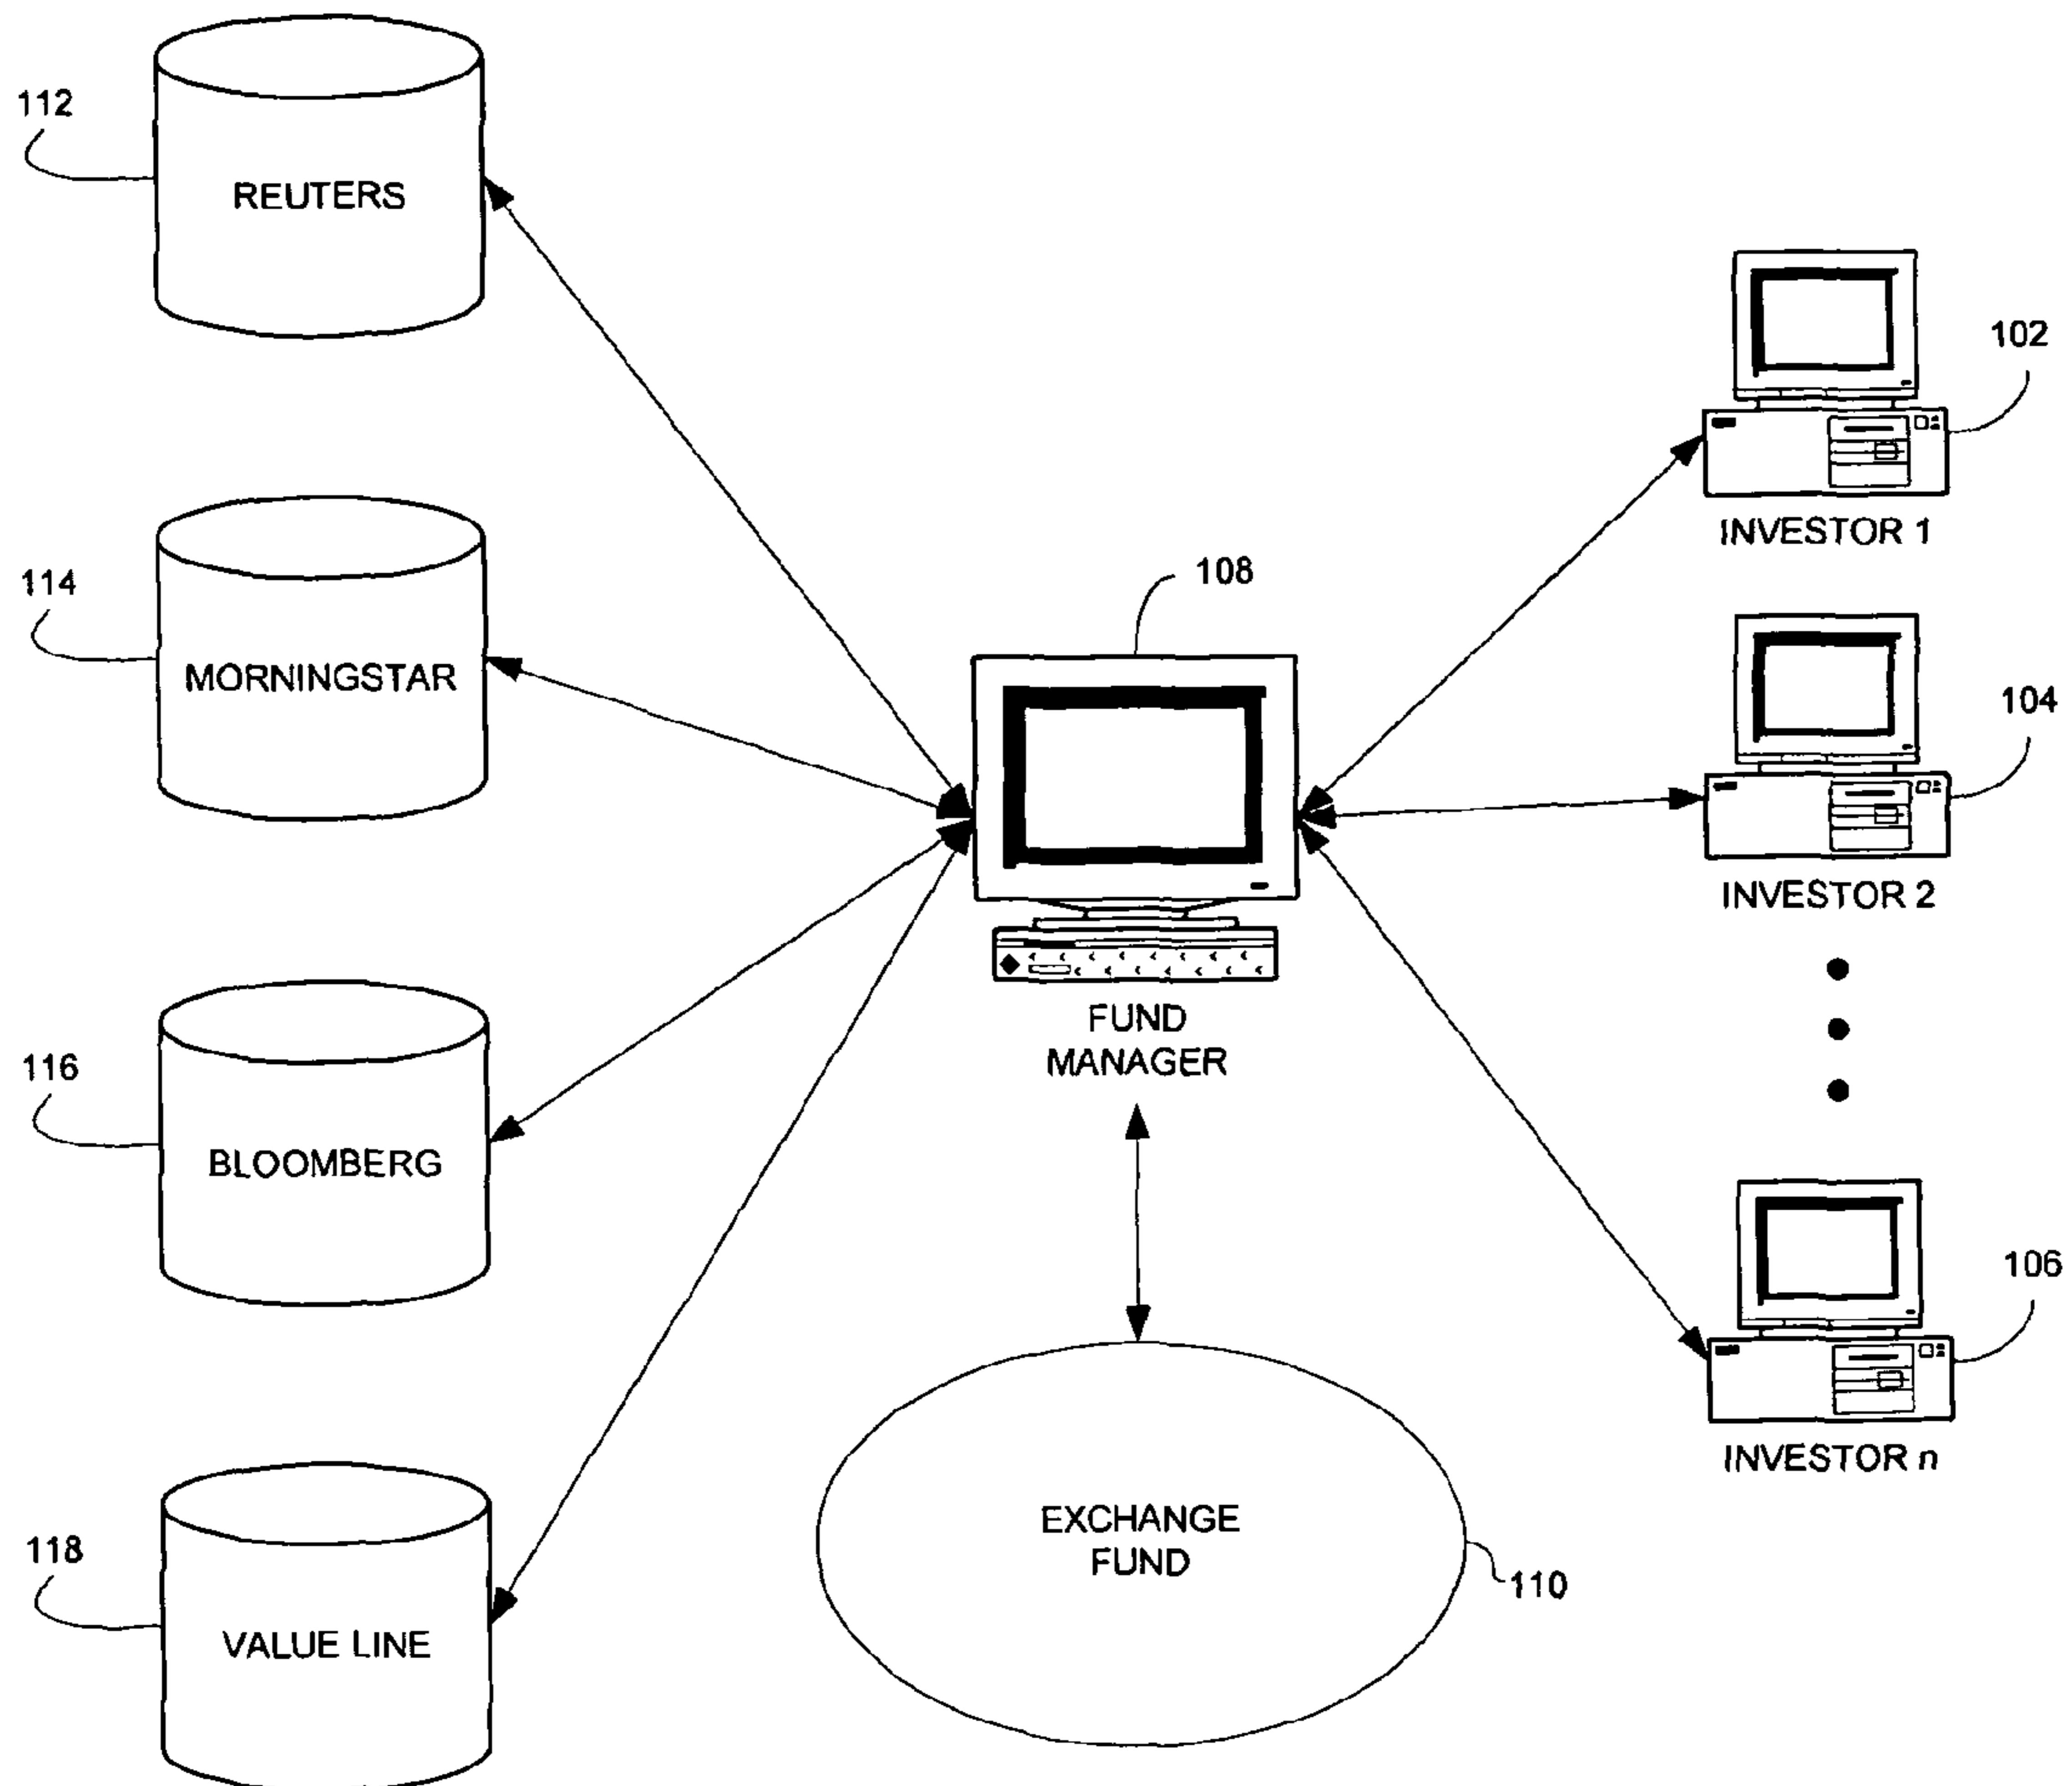 112
REUTERS
114
MORNINGSTAR
116
BLOOMBERG
118
VALUE LINE
108
FUND
MANAGER
EXCHANGE
FUND
110
102
INVESTOR 1
104
INVESTOR 2
106
INVESTOR n